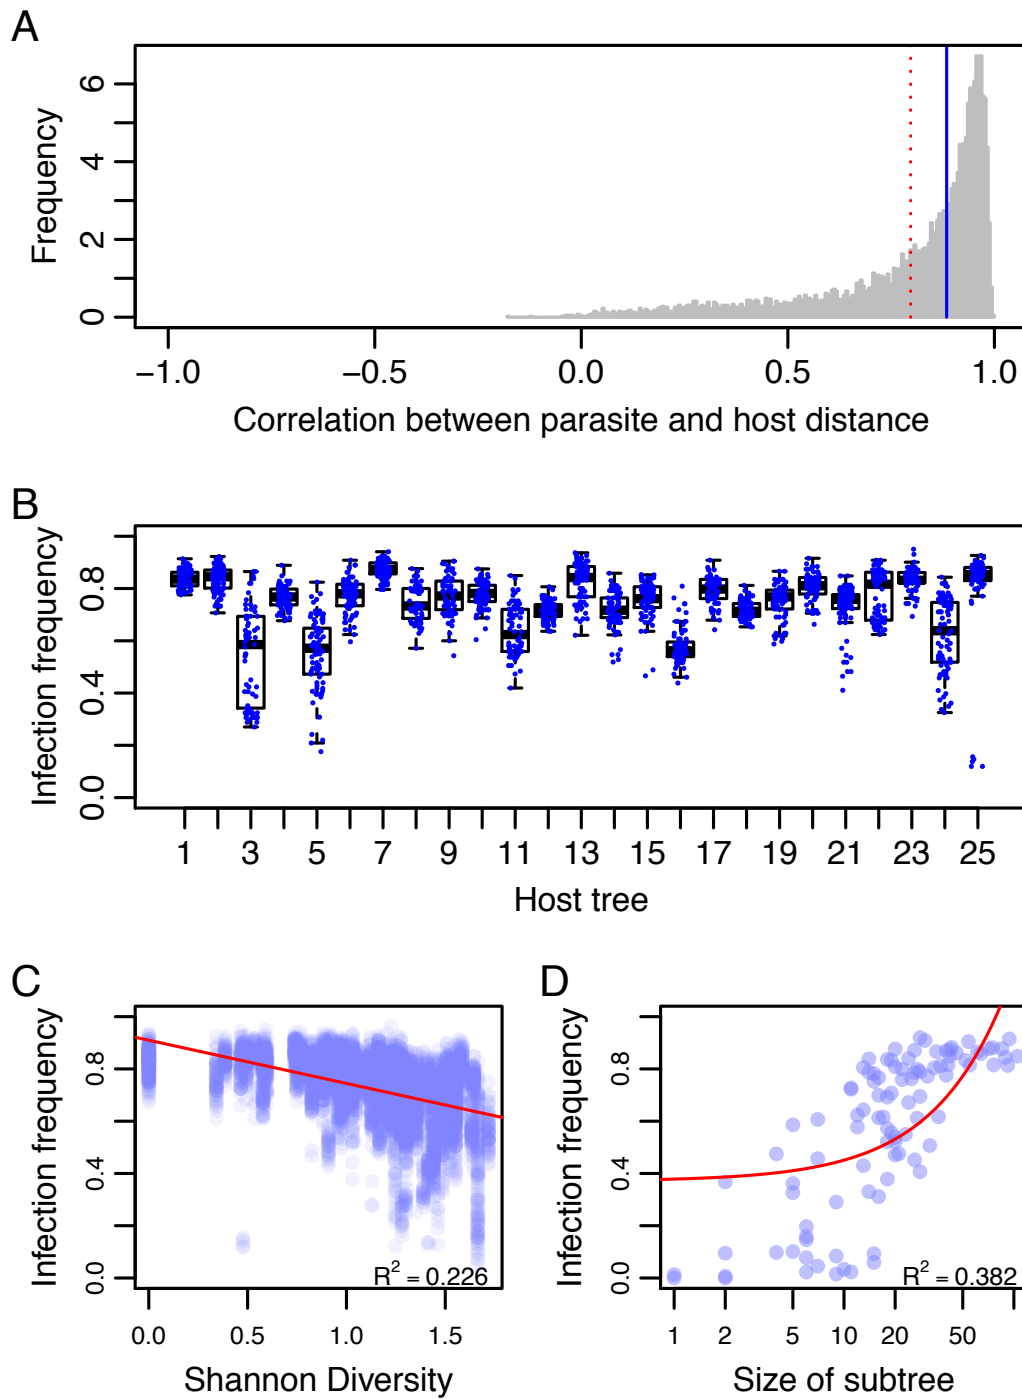 A
Frequency
6
4
2
0
−1.0 −0.5 0.0 0.5 1.0
Correlation between parasite and host distance
B
Infection frequency
0.8
0.4
0.0
1 3 5 7 9 11 13 15 17 19 21 23 25
Host tree
C
Infection frequency
0.8
0.4
0.0
R² = 0.226
0.0 0.5 1.0 1.5
Shannon Diversity
D
Infection frequency
0.8
0.4
0.0
R² = 0.382
1 2 5 10 20 50
Size of subtree